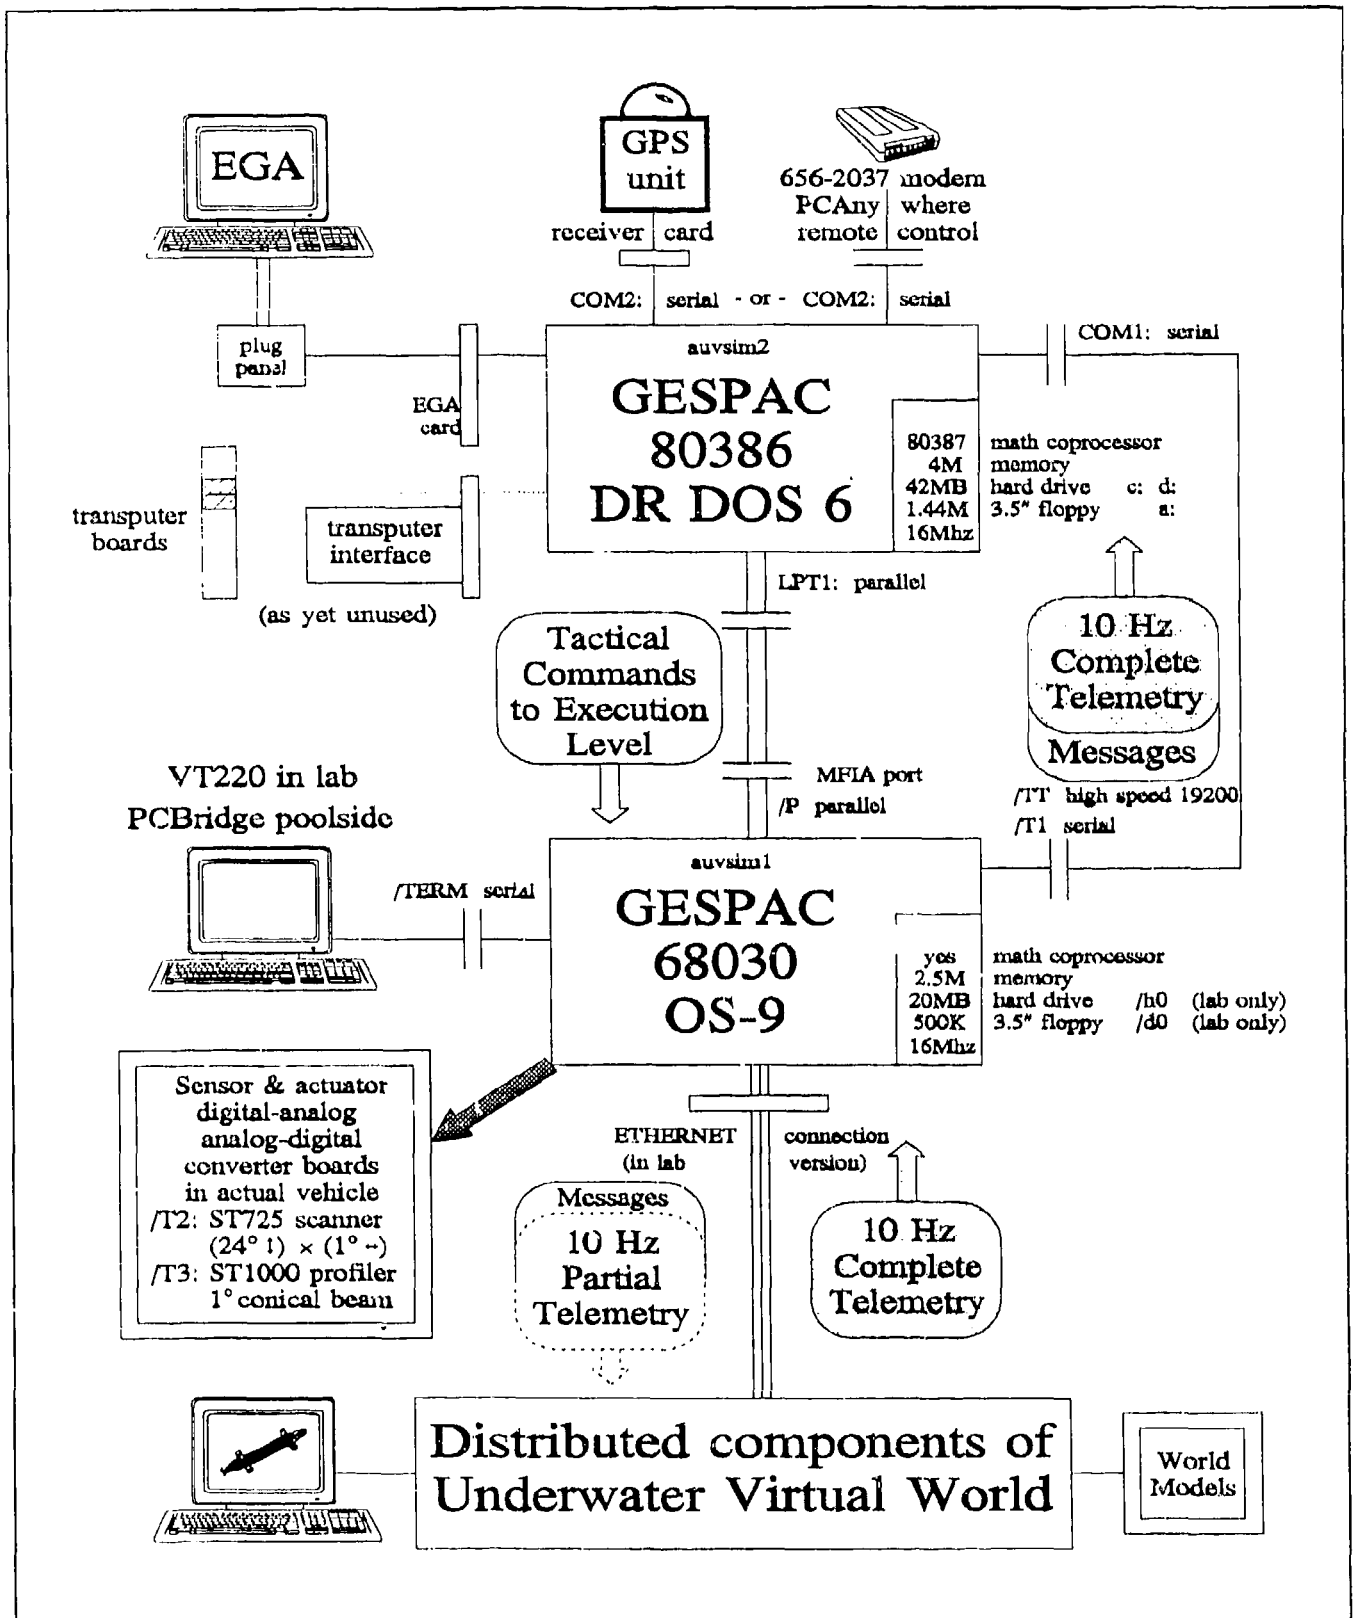 EGA
GPS
unit
656-2037 modem
PCAny where
remote control
receiver card
COM2: serial - or - COM2: serial
COM1: serial
plug
panel
EGA
card
auvsim2
GESPAC
80386
DR DOS 6
80387 math coprocessor
4M memory
42MB hard drive c: d:
1.44M 3.5" floppy a:
16Mhz
transputer
boards
transputer
interface
(as yet unused)
LPT1: parallel
Tactical
Commands
to Execution
Level
10 Hz
Complete
Telemetry
Messages
MFIA port
/P parallel
/TT high speed 19200
/T1 serial
VT220 in lab
PCBridge poolside
/TERM serial
auvsim1
GESPAC
68030
OS-9
yes math coprocessor
2.5M memory
20MB hard drive /h0 (lab only)
500K 3.5" floppy /d0 (lab only)
16Mhz
Sensor & actuator
digital-analog
analog-digital
converter boards
in actual vehicle
/T2: ST725 scanner
(24° ↕) × (1° ↔)
/T3: ST1000 profiler
1° conical beam
ETHERNET connection
(in lab version)
Messages
10 Hz
Partial
Telemetry
10 Hz
Complete
Telemetry
Distributed components of
Underwater Virtual World
World
Models